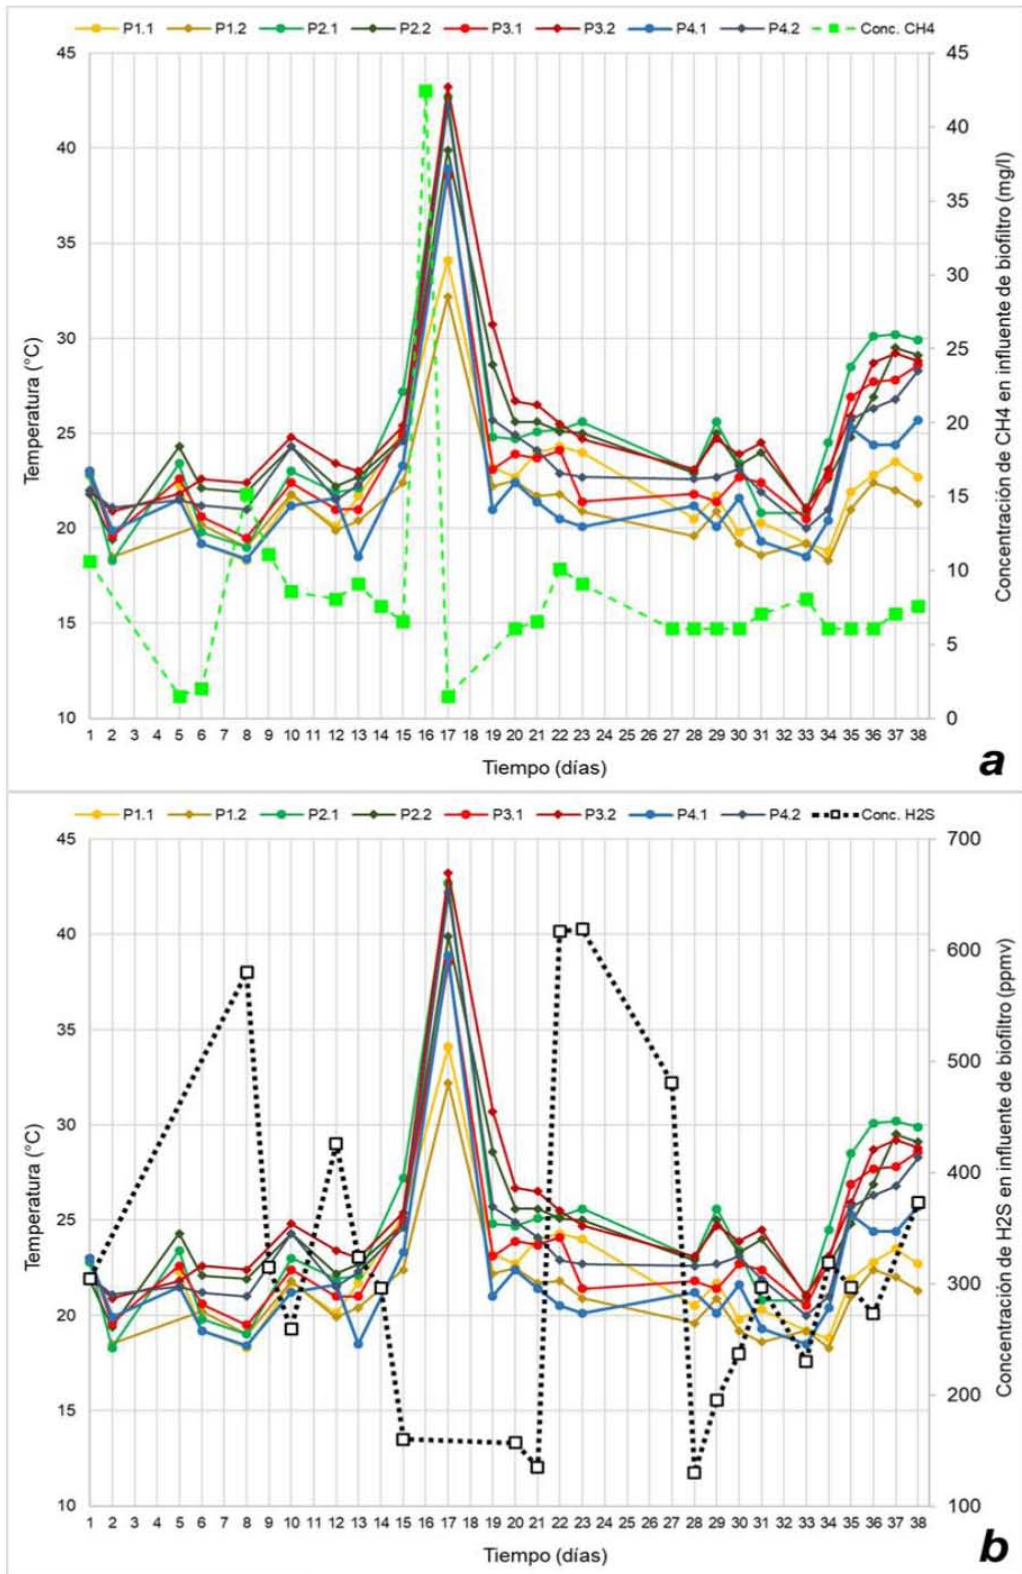 P1.1 P1.2 P2.1 P2.2 P3.1 P3.2 P4.1 P4.2 Conc. CH4
45 45
40 40
35 35
30 30
25 25
20 20
15 15
10 10
5
0
Temperatura (°C)
Concentración de CH4 en influente de biofiltro (mg/l)
1 2 3 4 5 6 7 8 9 10 11 12 13 14 15 16 17 18 19 20 21 22 23 24 25 26 27 28 29 30 31 32 33 34 35 36 37 38
Tiempo (días)
a
P1.1 P1.2 P2.1 P2.2 P3.1 P3.2 P4.1 P4.2 Conc. H2S
45 700
40 600
35 500
30 400
25 300
20 200
15 100
10
Temperatura (°C)
Concentración de H2S en influente de biofiltro (ppmv)
1 2 3 4 5 6 7 8 9 10 11 12 13 14 15 16 17 18 19 20 21 22 23 24 25 26 27 28 29 30 31 32 33 34 35 36 37 38
Tiempo (días)
b